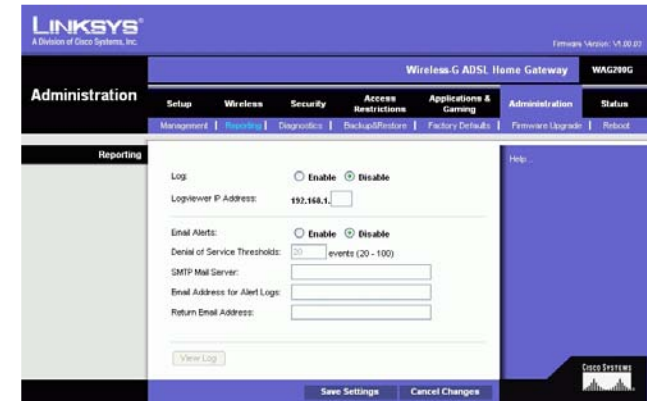 LINKSYS®
A Division of Cisco Systems, Inc.
Firmware Version: V1.00.03
Wireless-G ADSL Home Gateway WAG200G
Administration
Setup Wireless Security Access Restrictions Applications & Gaming Administration Status
Management | Reporting | Diagnostics | Backup&Restore | Factory Defaults | Firmware Upgrade | Reboot
Reporting
Help...
Log: Enable Disable
Logviewer IP Address: 192.168.1.
Email Alerts: Enable Disable
Denial of Service Thresholds: 20 events (20 - 100)
SMTP Mail Server:
Email Address for Alert Logs:
Return Email Address:
View Log
CISCO SYSTEMS
Save Settings Cancel Changes